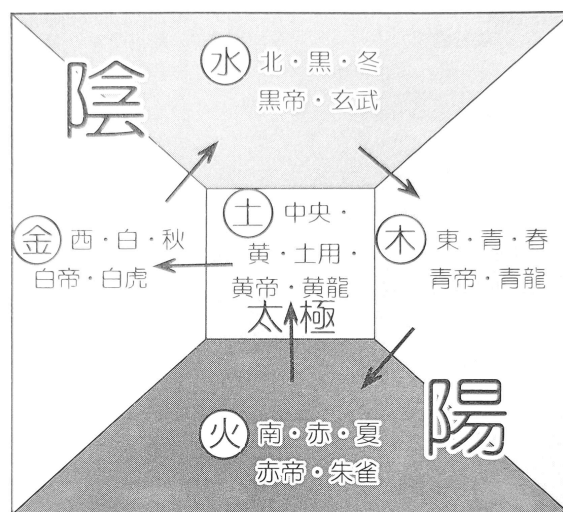 陰
水 北・黒・冬
黒帝・玄武
金 西・白・秋
白帝・白虎
土 中央・
黄・土用・
黄帝・黄龍
太極
木 東・青・春
青帝・青龍
火 南・赤・夏
赤帝・朱雀
陽